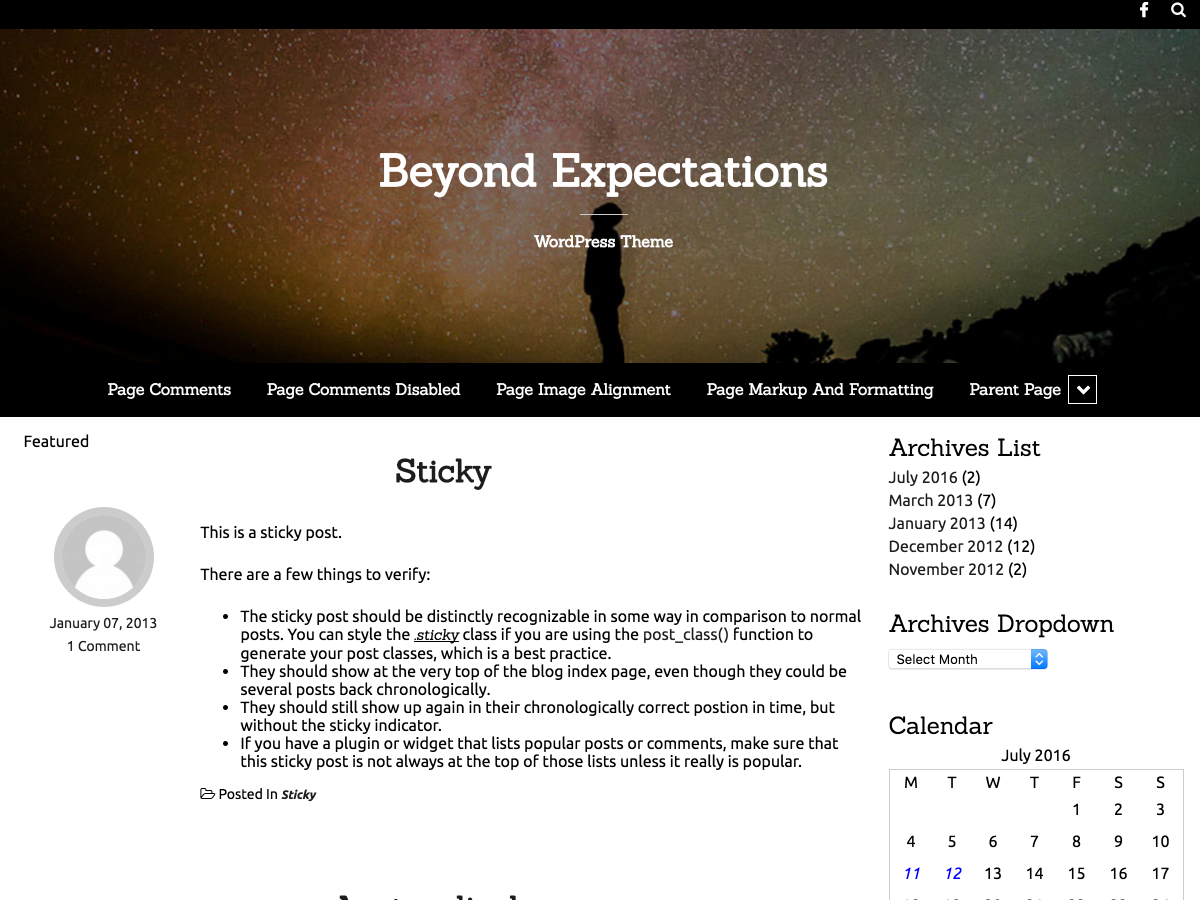 Beyond Expectations
WordPress Theme
Page Comments
Page Comments Disabled
Page Image Alignment
Page Markup And Formatting
Parent Page
Featured
Sticky
January 07, 2013
1 Comment
This is a sticky post.
There are a few things to verify:
The sticky post should be distinctly recognizable in some way in comparison to normal
posts. You can style the .sticky class if you are using the post_class() function to
generate your post classes, which is a best practice.
They should show at the very top of the blog index page, even though they could be
several posts back chronologically.
They should still show up again in their chronologically correct postion in time, but
without the sticky indicator.
If you have a plugin or widget that lists popular posts or comments, make sure that
this sticky post is not always at the top of those lists unless it really is popular.
Posted In Sticky
Archives List
July 2016 (2)
March 2013 (7)
January 2013 (14)
December 2012 (12)
November 2012 (2)
Archives Dropdown
Select Month
Calendar
July 2016
M T W T F S S
1 2 3
4 5 6 7 8 9 10
11 12 13 14 15 16 17